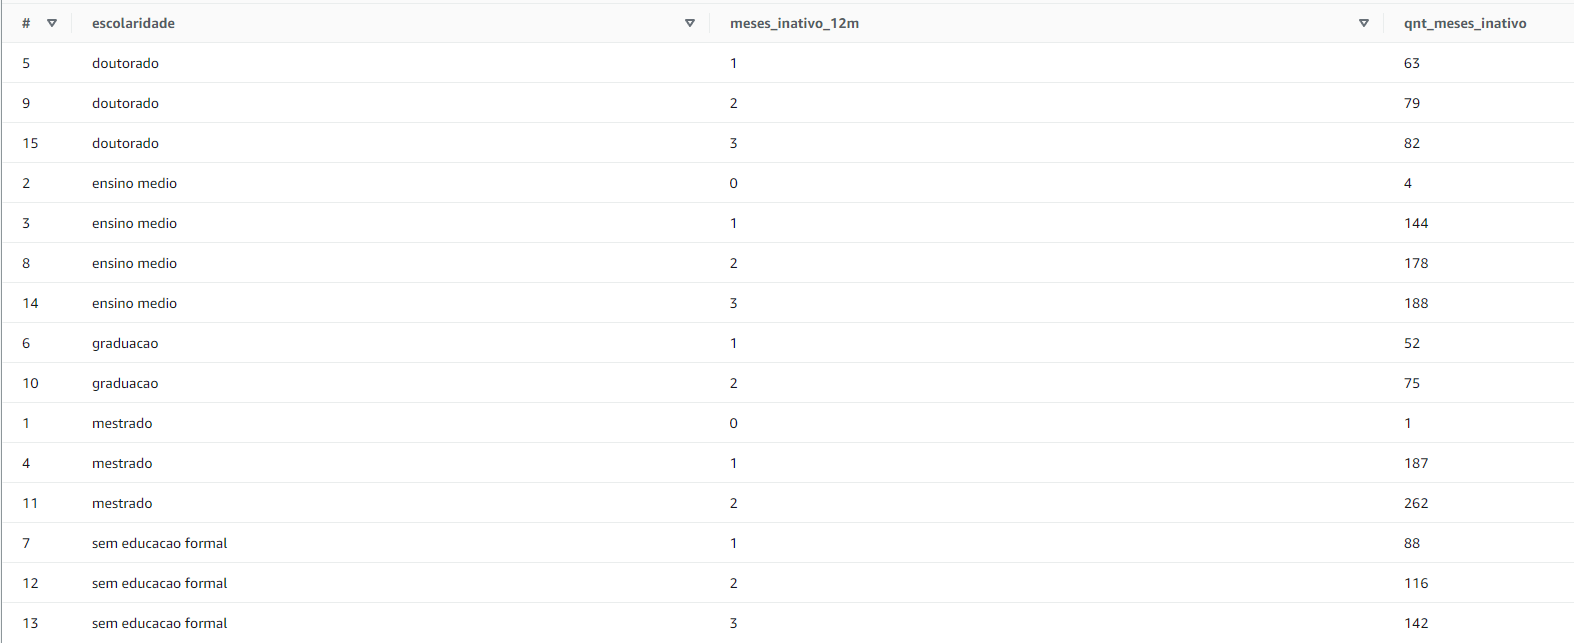 # escolaridade meses_inativo_12m qnt_meses_inativo
5 doutorado 1 63
9 doutorado 2 79
15 doutorado 3 82
2 ensino medio 0 4
3 ensino medio 1 144
8 ensino medio 2 178
14 ensino medio 3 188
6 graduacao 1 52
10 graduacao 2 75
1 mestrado 0 1
4 mestrado 1 187
11 mestrado 2 262
7 sem educacao formal 1 88
12 sem educacao formal 2 116
13 sem educacao formal 3 142